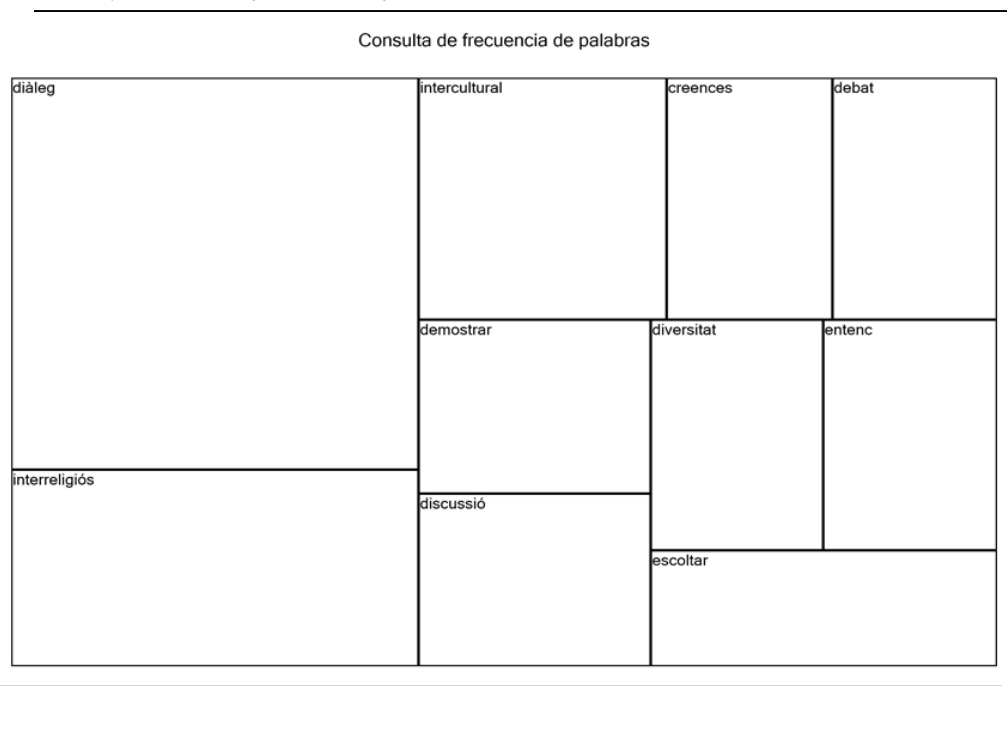 Consulta de frecuencia de palabras
diàleg
intercultural
creences
debat
demostrar
diversitat
entenc
interreligiós
discussió
escoltar